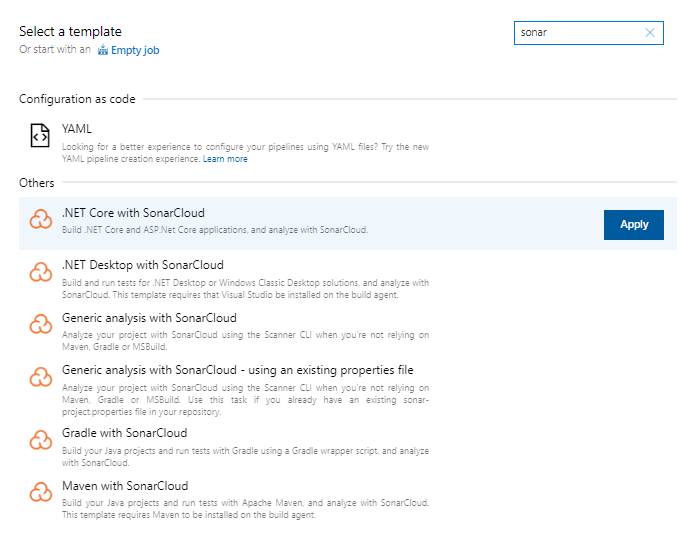 Select a template
sonar
Or start with an Empty job
Configuration as code
YAML
Looking for a better experience to configure your pipelines using YAML files? Try the new
YAML pipeline creation experience. Learn more
Others
.NET Core with SonarCloud
Build .NET Core and ASP.Net Core applications, and analyze with SonarCloud.
Apply
.NET Desktop with SonarCloud
Build and run tests for .NET Desktop or Windows Classic Desktop solutions, and analyze with
SonarCloud. This template requires that Visual Studio be installed on the build agent.
Generic analysis with SonarCloud
Analyze your project with SonarCloud using the Scanner CLI when you're not relying on
Maven, Gradle or MSBuild.
Generic analysis with SonarCloud - using an existing properties file
Analyze your project with SonarCloud using the Scanner CLI when you're not relying on
Maven, Gradle or MSBuild. Use this task if you already have an existing sonar-
project.properties file in your repository.
Gradle with SonarCloud
Build your Java projects and run tests with Gradle using a Gradle wrapper script, and analyze
with SonarCloud.
Maven with SonarCloud
Build your Java projects and run tests with Apache Maven, and analyze with SonarCloud.
This template requires Maven to be installed on the build agent.